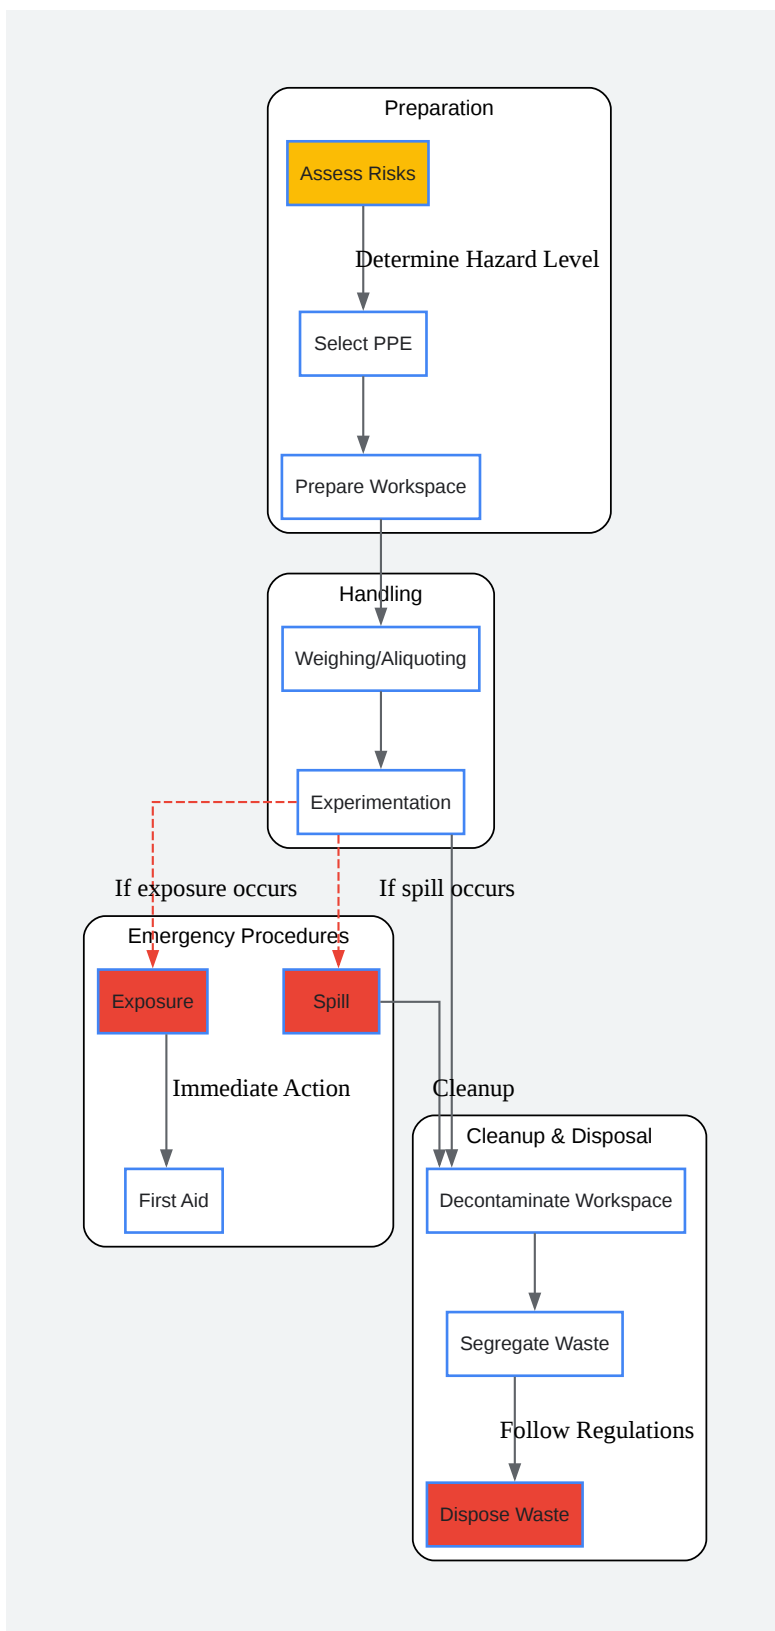 Preparation
Assess Risks
Determine Hazard Level
Select PPE
Prepare Workspace
Handling
Weighing/Aliquoting
Experimentation
If exposure occurs
If spill occurs
Emergency Procedures
Exposure
Spill
Immediate Action
Cleanup
Cleanup & Disposal
First Aid
Decontaminate Workspace
Segregate Waste
Follow Regulations
Dispose Waste